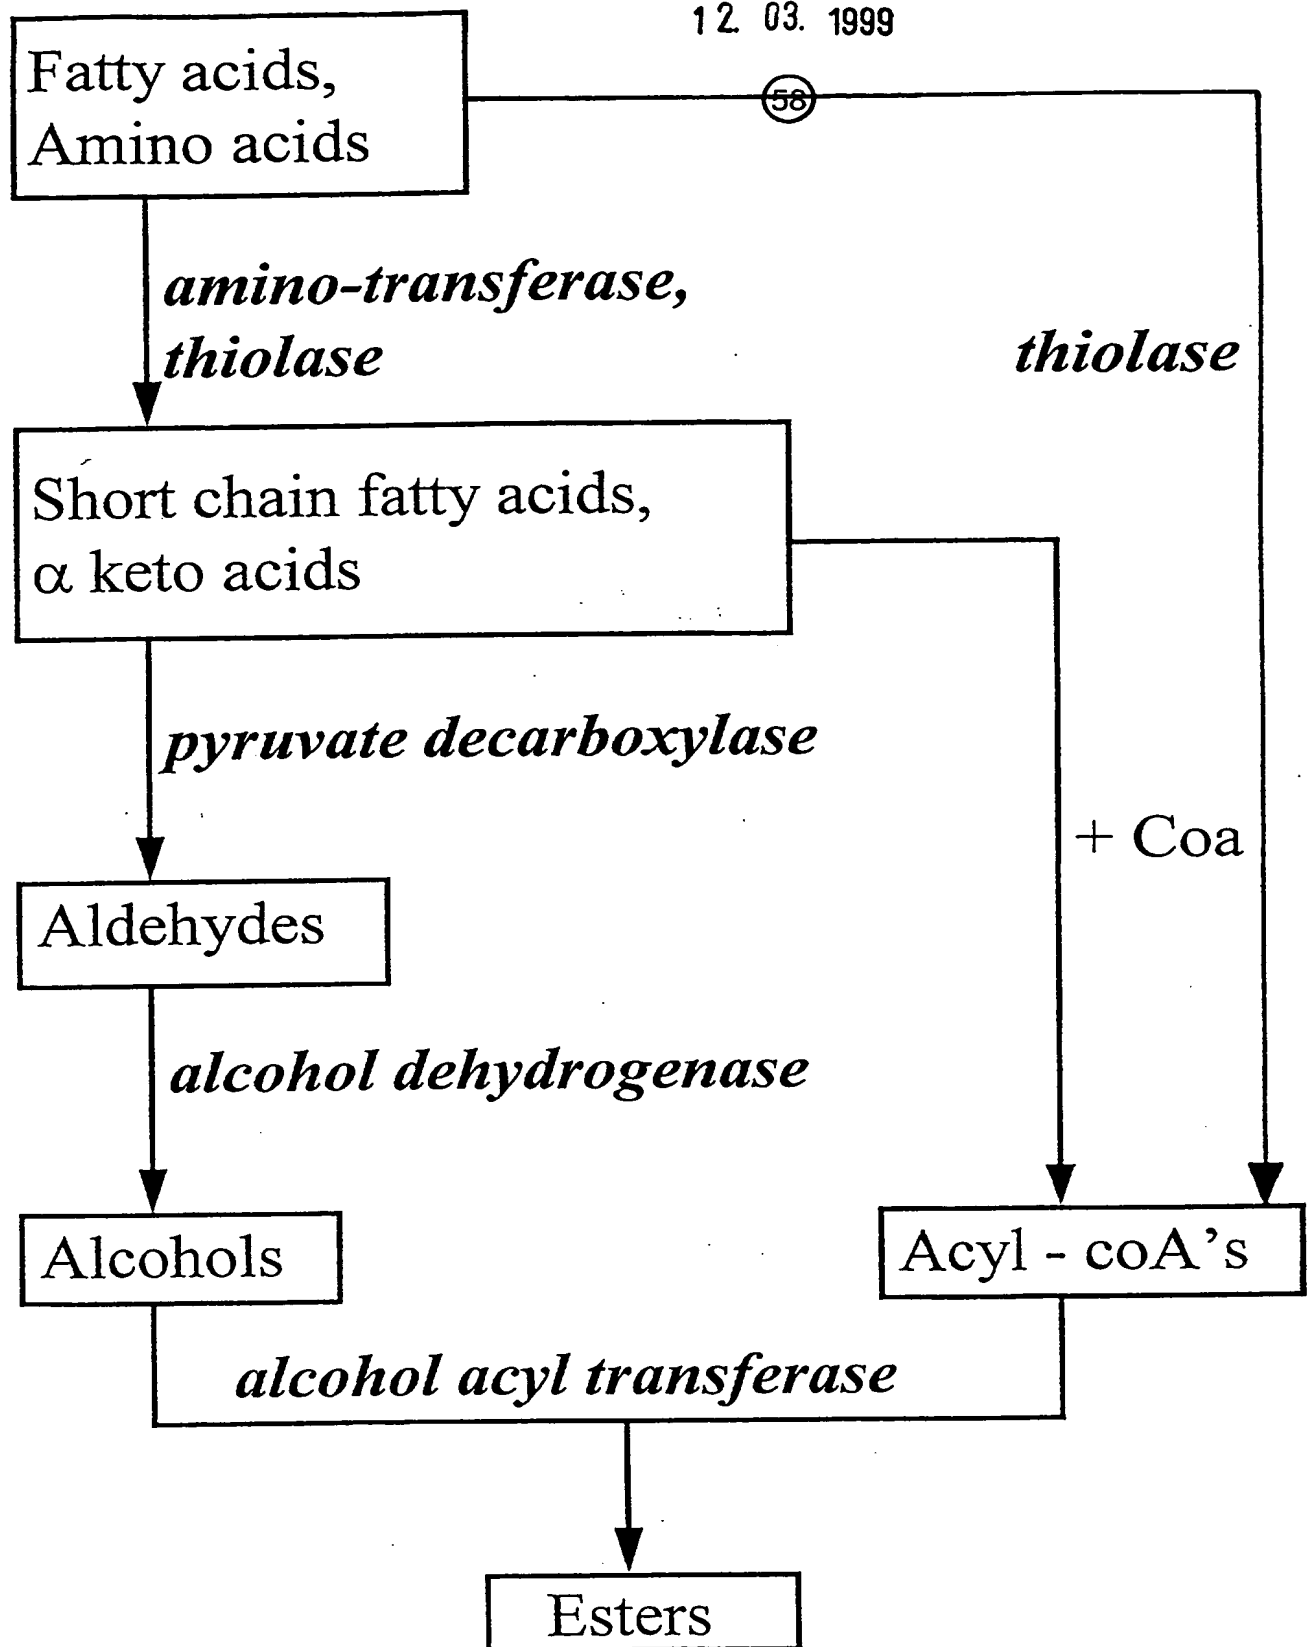 12. 03. 1999
58
Fatty acids,
Amino acids
amino-transferase,
thiolase
thiolase
Short chain fatty acids,
α keto acids
pyruvate decarboxylase
+ Coa
Aldehydes
alcohol dehydrogenase
Alcohols
Acyl - coA's
alcohol acyl transferase
Esters